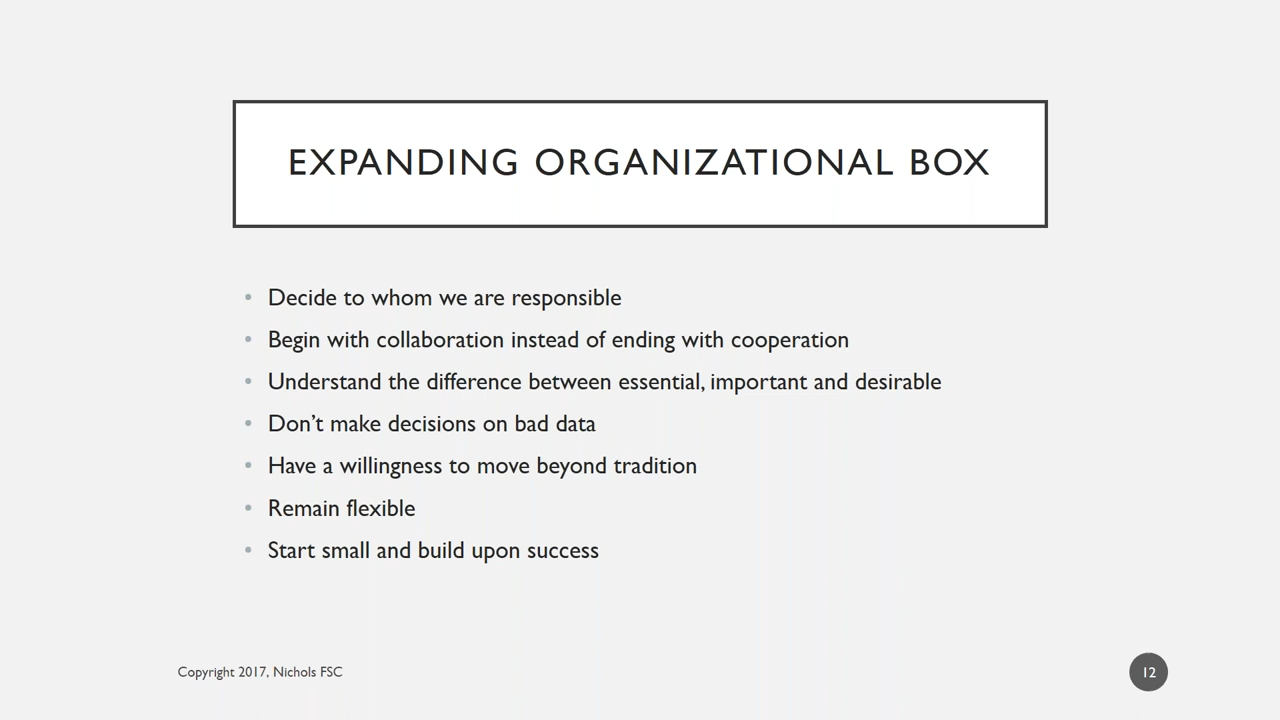 EXPANDING ORGANIZATIONAL BOX
• Decide to whom we are responsible
• Begin with collaboration instead of ending with cooperation
• Understand the difference between essential, important and desirable
• Don’t make decisions on bad data
• Have a willingness to move beyond tradition
• Remain flexible
• Start small and build upon success
Copyright 2017, Nichols FSC
12